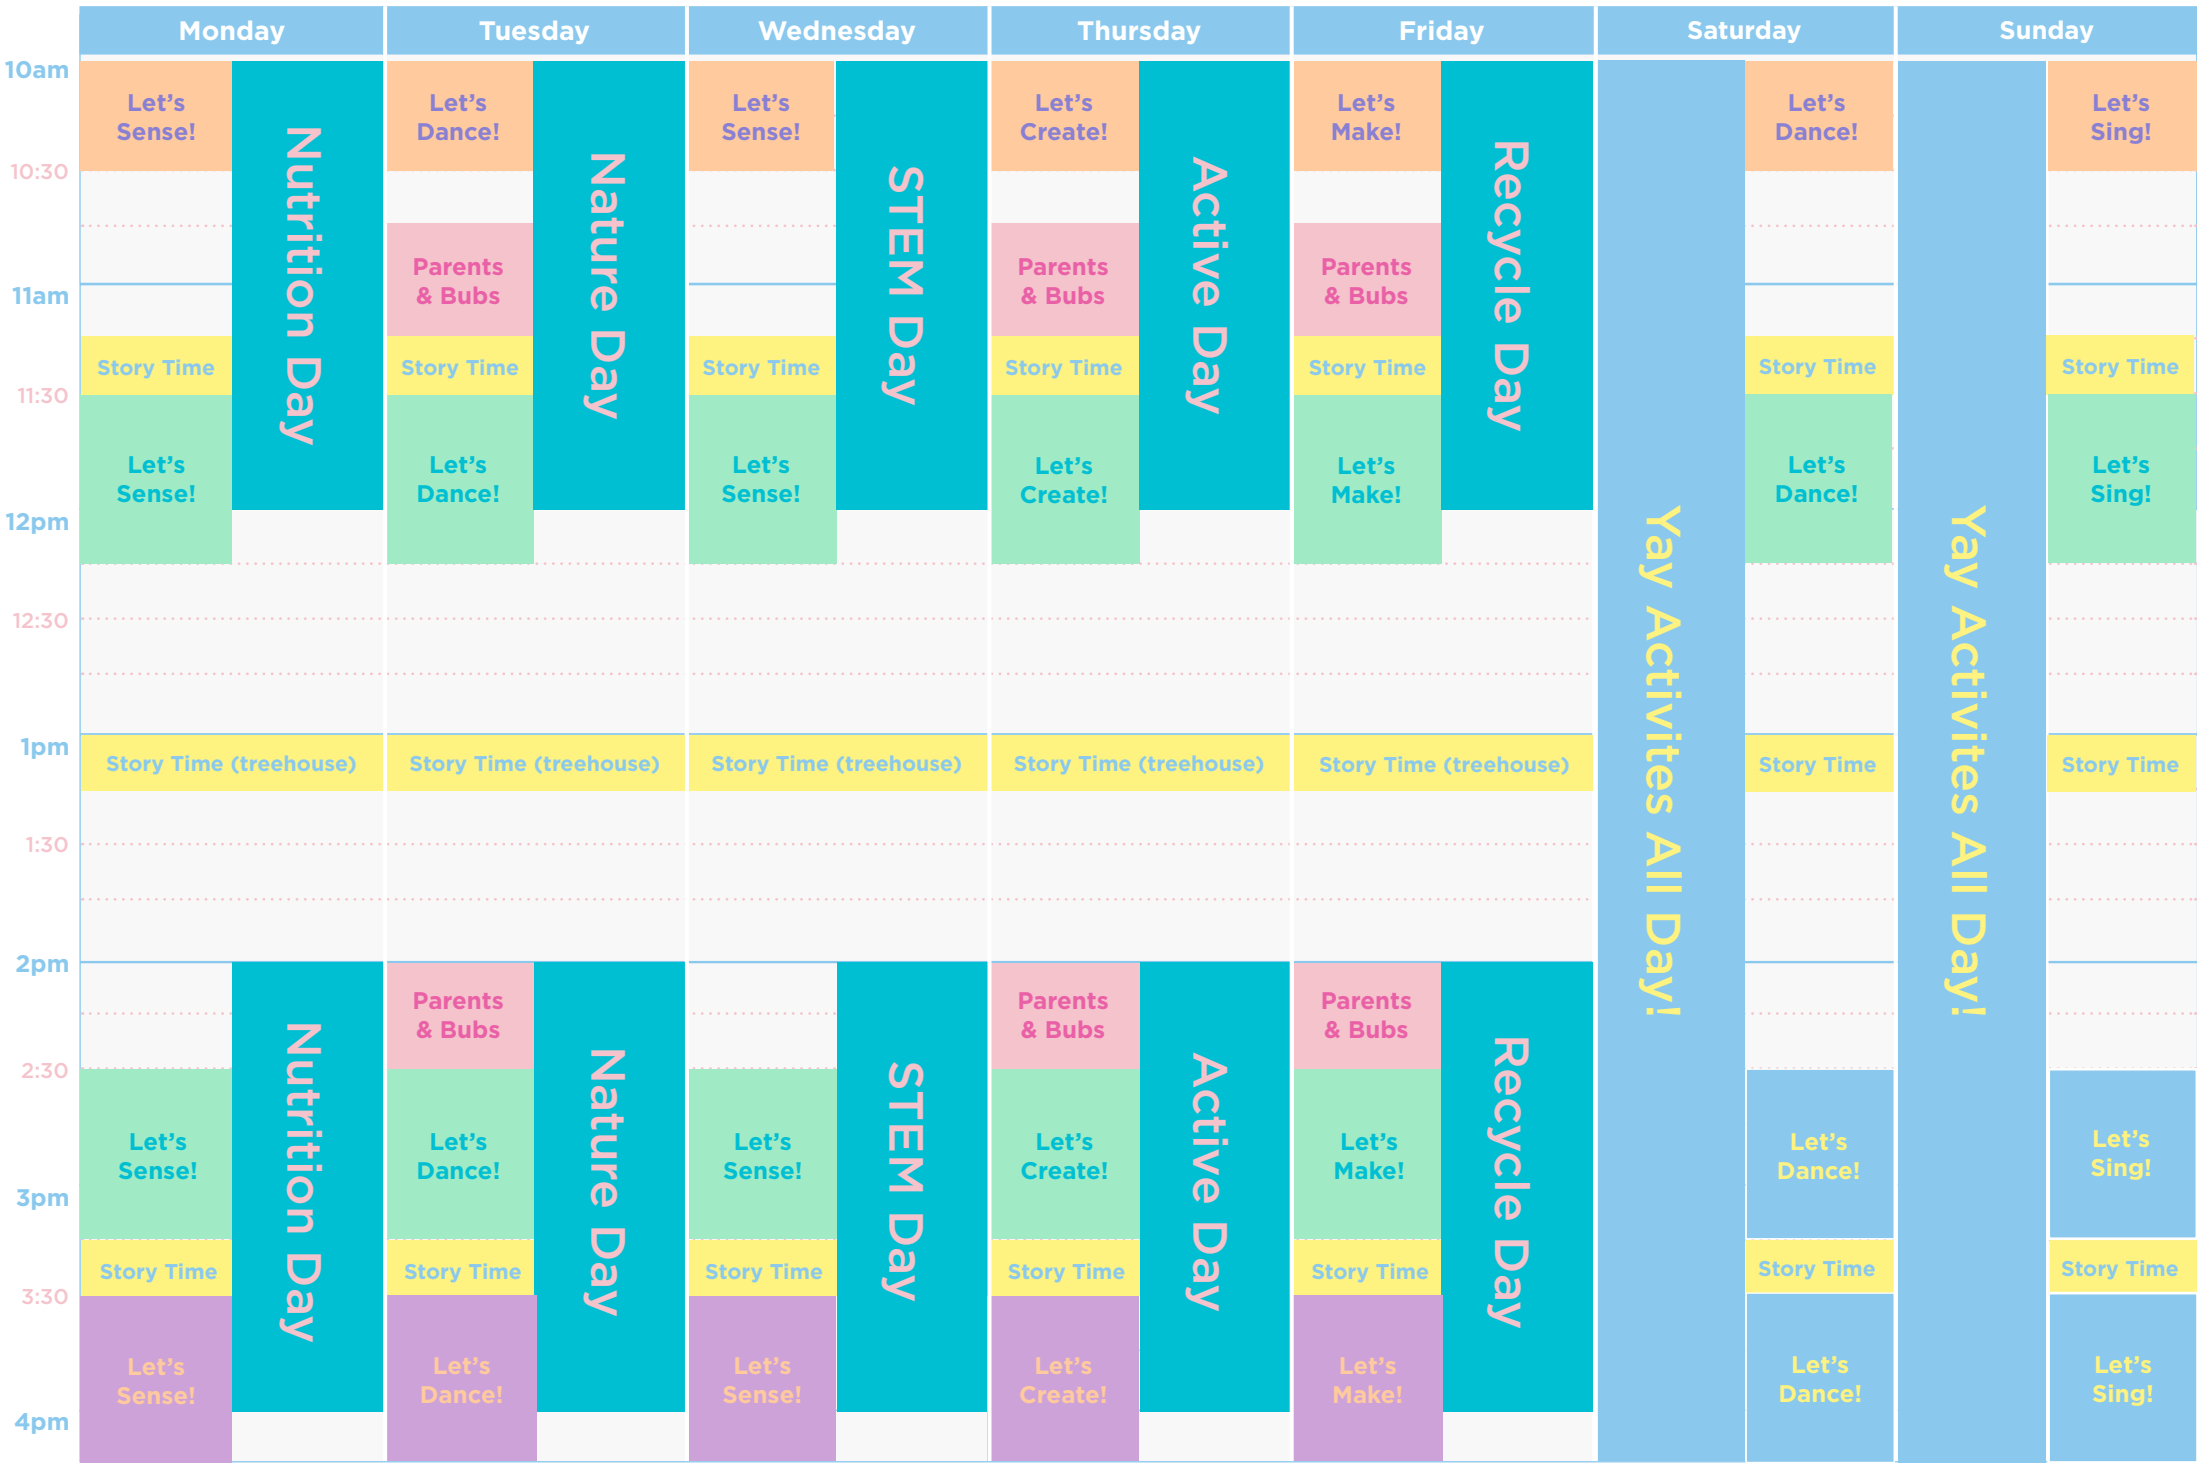 Monday Tuesday Wednesday Thursday Friday Saturday Sunday
10am
Let's
Sense!
Nutrition Day
Let's
Dance!
Nature Day
Let's
Sense!
STEM Day
Let's
Create!
Active Day
Let's
Make!
Recycle Day
Yay Activites All Day!
Let's
Dance!
Yay Activites All Day!
Let's
Sing!
10:30
Parents
& Bubs
Parents
& Bubs
Parents
& Bubs
11am
Story Time
Story Time
Story Time
Story Time
Story Time
Story Time
Story Time
11:30
Let's
Sense!
Let's
Dance!
Let's
Sense!
Let's
Create!
Let's
Make!
Let's
Dance!
Let's
Sing!
12pm
12:30
1pm
Story Time (treehouse)
Story Time (treehouse)
Story Time (treehouse)
Story Time (treehouse)
Story Time (treehouse)
Story Time
Story Time
1:30
2pm
Nutrition Day
Parents
& Bubs
Nature Day
STEM Day
Parents
& Bubs
Active Day
Parents
& Bubs
Recycle Day
2:30
Let's
Sense!
Let's
Dance!
Let's
Sense!
Let's
Create!
Let's
Make!
Let's
Dance!
Let's
Sing!
3pm
Story Time
Story Time
Story Time
Story Time
Story Time
Story Time
Story Time
3:30
Let's
Sense!
Let's
Dance!
Let's
Sense!
Let's
Create!
Let's
Make!
Let's
Dance!
Let's
Sing!
4pm